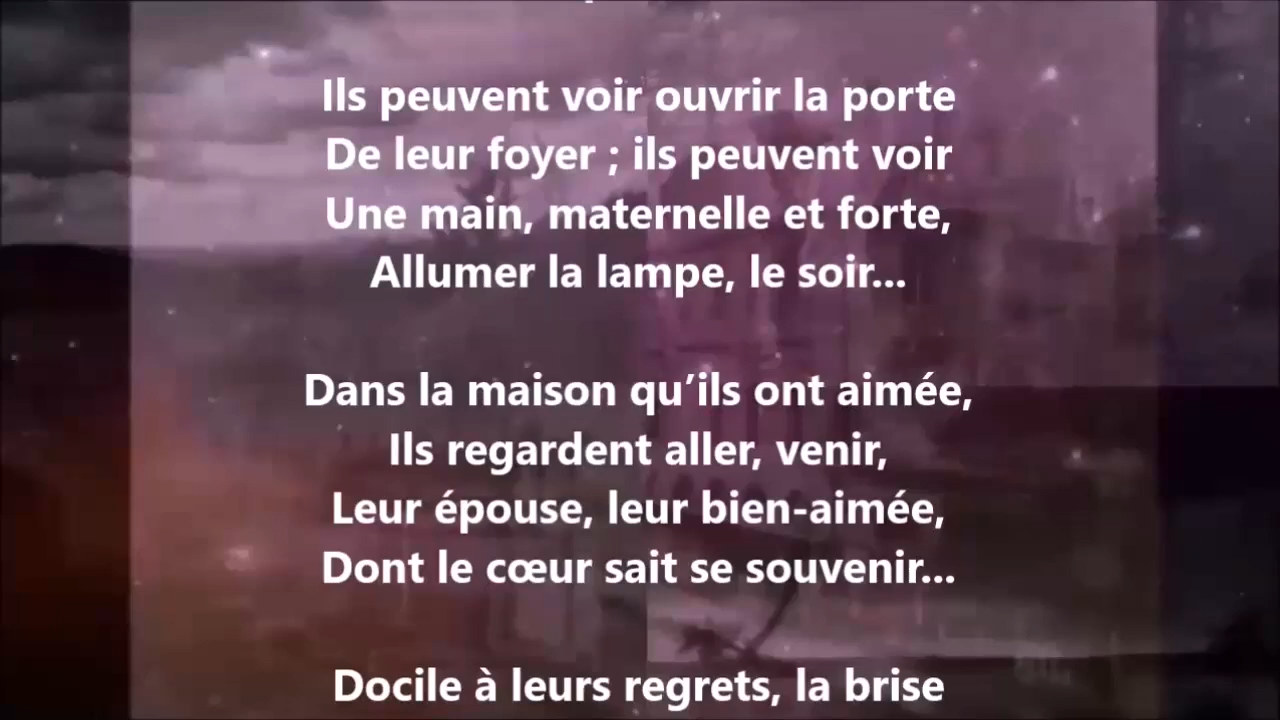 Ils peuvent voir ouvrir la porte
De leur foyer ; ils peuvent voir
Une main, maternelle et forte,
Allumer la lampe, le soir...
Dans la maison qu’ils ont aimée,
Ils regardent aller, venir,
Leur épouse, leur bien-aimée,
Dont le cœur sait se souvenir...
Docile à leurs regrets, la brise